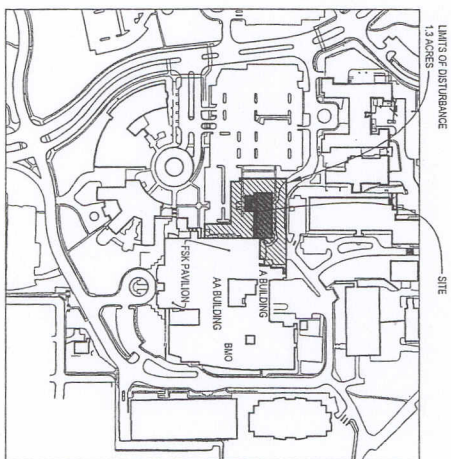 LIMITS OF DISTURBANCE
1.3 ACRES
SITE
A BUILDING
FSK PAVILION
AA BUILDING
BMO